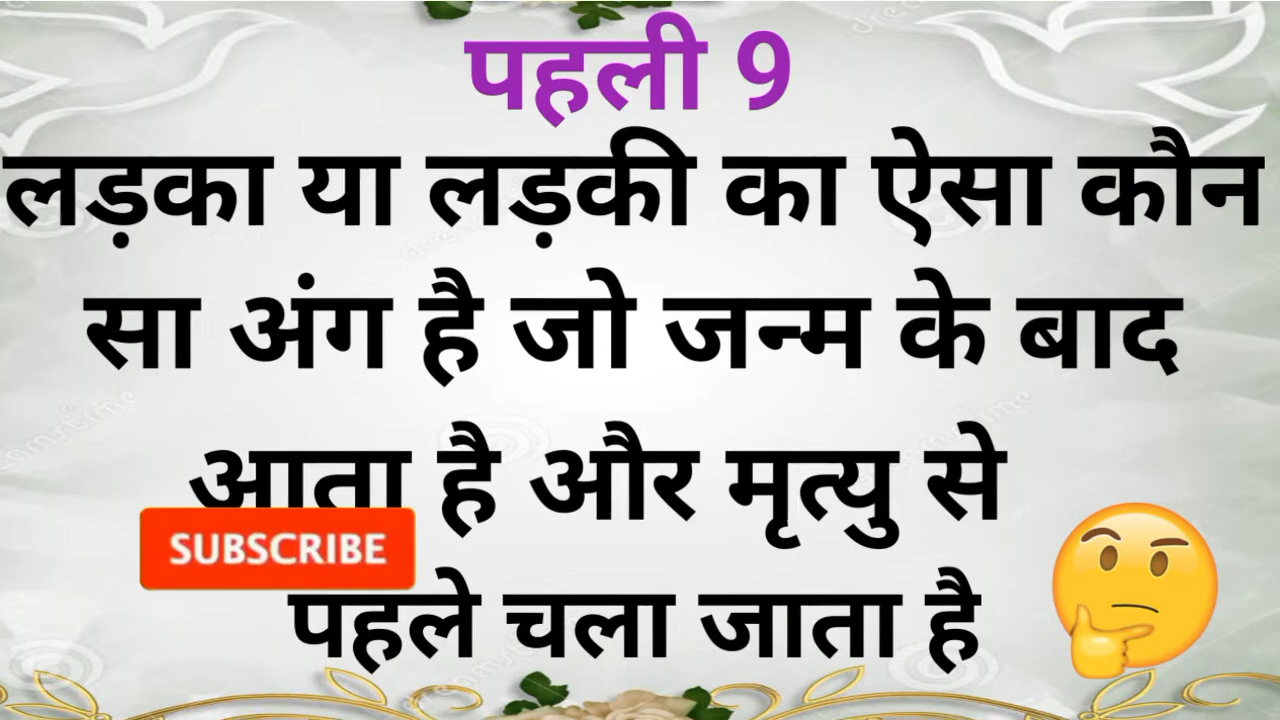 पहली 9
लड़का या लड़की का ऐसा कौन
सा अंग है जो जन्म के बाद
आता है और मृत्यु से
SUBSCRIBE
पहले चला जाता है